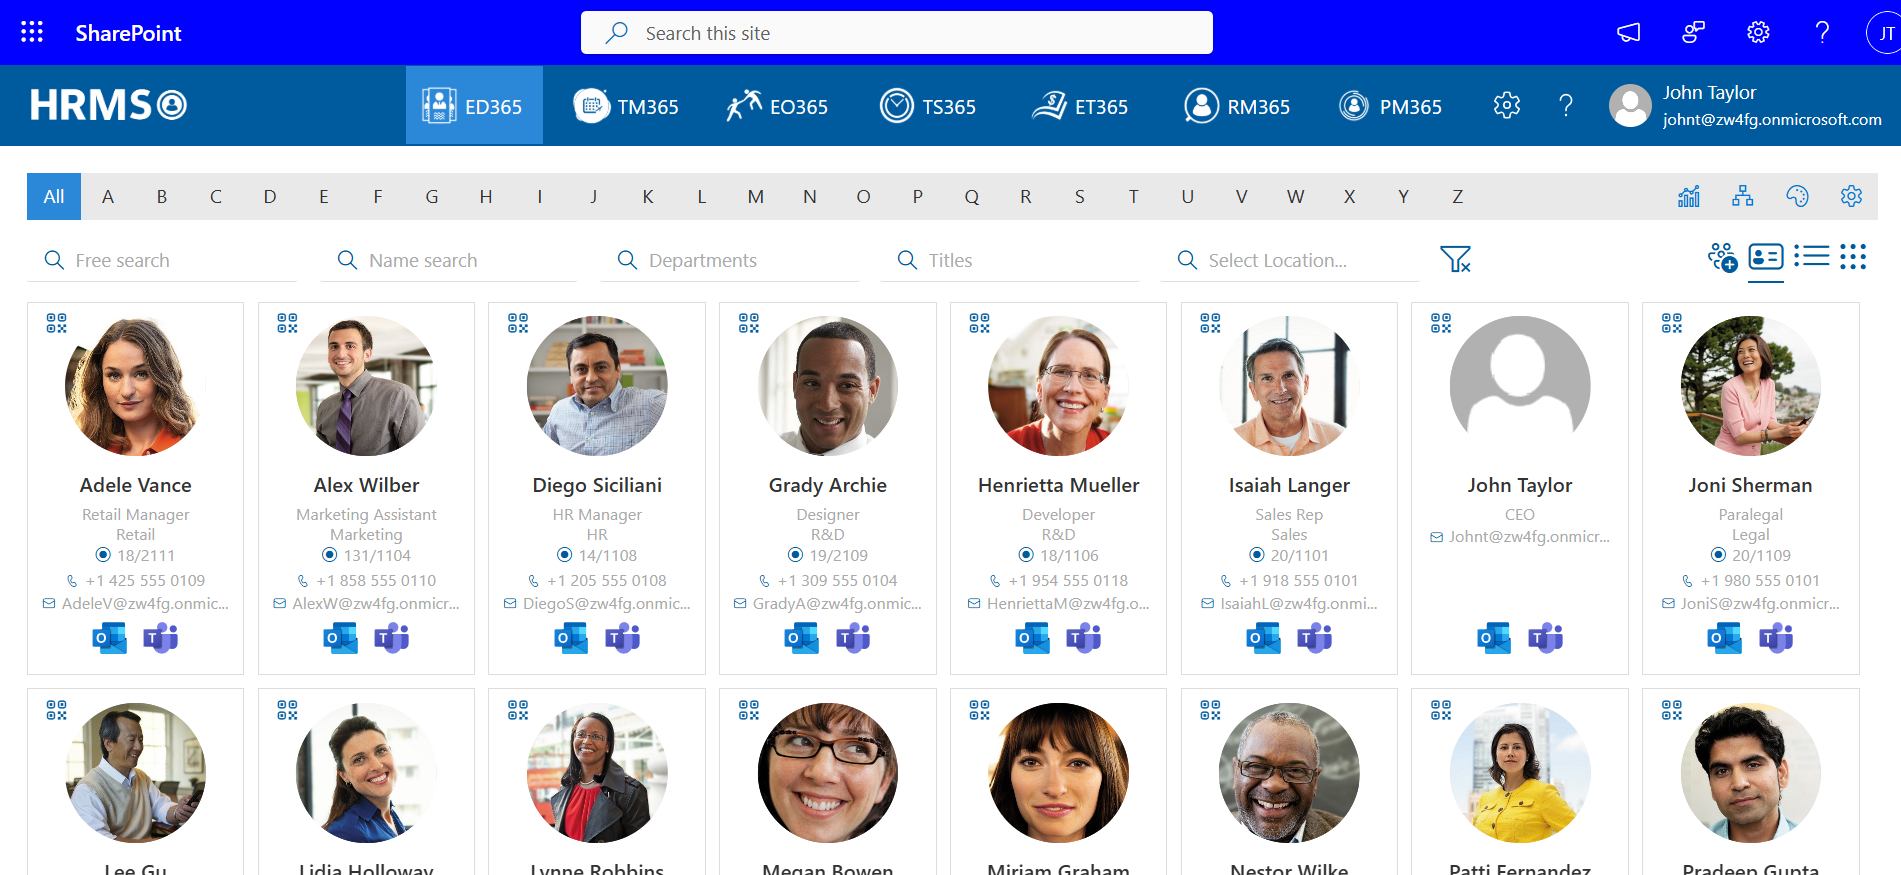 SharePoint
Search this site
JT
HRMS
ED365
TM365
EO365
TS365
ET365
RM365
PM365
John Taylor
johnt@zw4fg.onmicrosoft.com
All A B C D E F G H I J K L M N O P Q R S T U V W X Y Z
Free search
Name search
Departments
Titles
Select Location...
Adele Vance
Retail Manager
Retail
18/2111
+1 425 555 0109
AdeleV@zw4fg.onmic...
Alex Wilber
Marketing Assistant
Marketing
131/1104
+1 858 555 0110
AlexW@zw4fg.onmicr...
Diego Siciliani
HR Manager
HR
14/1108
+1 205 555 0108
DiegoS@zw4fg.onmic...
Grady Archie
Designer
R&D
19/2109
+1 309 555 0104
GradyA@zw4fg.onmic...
Henrietta Mueller
Developer
R&D
18/1106
+1 954 555 0118
HenriettaM@zw4fg.o...
Isaiah Langer
Sales Rep
Sales
20/1101
+1 918 555 0101
IsaiahL@zw4fg.onmi...
John Taylor
CEO
Johnt@zw4fg.onmicr...
Joni Sherman
Paralegal
Legal
20/1109
+1 980 555 0101
JoniS@zw4fg.onmicr...
Lee Gu
Lidia Holloway
Lynne Robbins
Megan Bowen
Miriam Graham
Nestor Wilke
Patti Fernandez
Pradeep Gupta